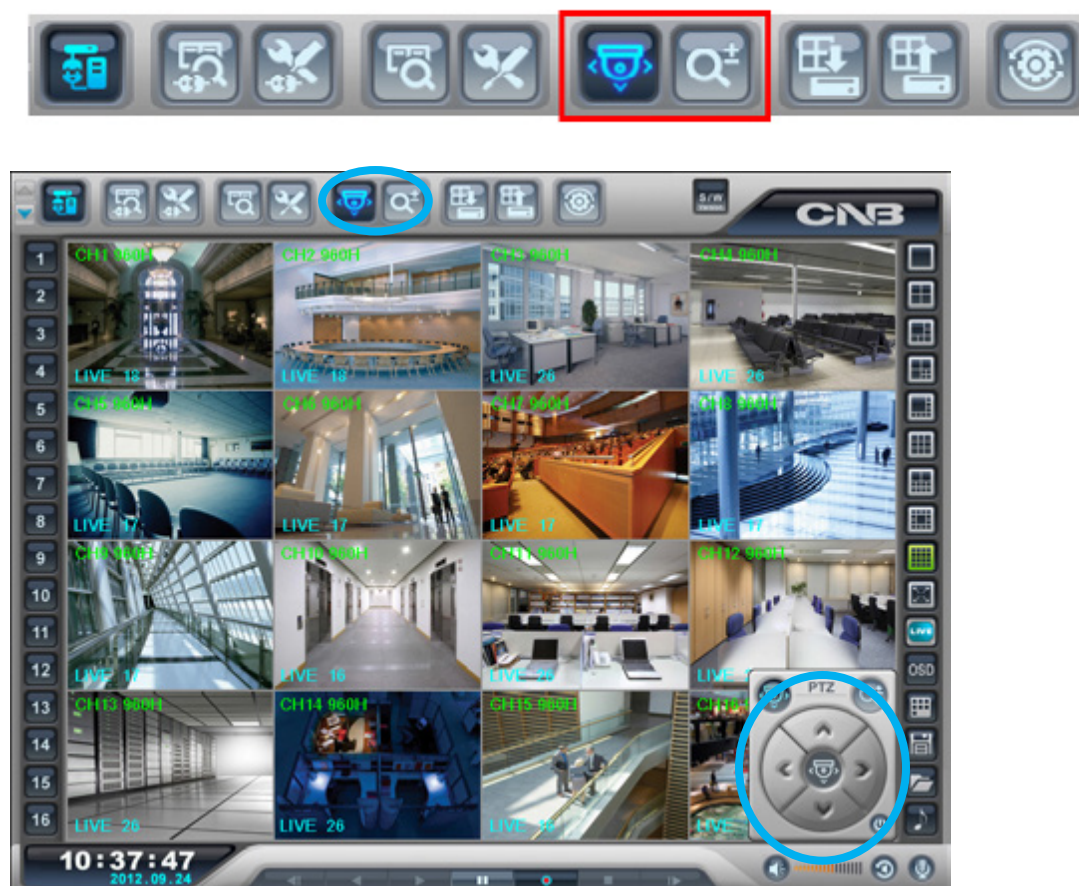 S/W
CNB
1
CH1 960H
CH2 960H
CH3 960H
CH4 960H
2
3
4
LIVE 18
LIVE 18
LIVE 26
LIVE 26
5
CH5 960H
CH6 960H
CH7 960H
CH8 960H
6
7
8
LIVE 17
LIVE 17
LIVE 17
LIVE 17
9
CH9 960H
CH10 960H
CH11 960H
CH12 960H
10
11
LIVE
12
LIVE 17
LIVE 16
LIVE
LIVE
OSD
PTZ
13
CH13 960H
CH14 960H
CH15 960H
CH16
14
15
16
LIVE 26
LIVE 26
LIVE
LIVE
10:37:47
2012.09.24